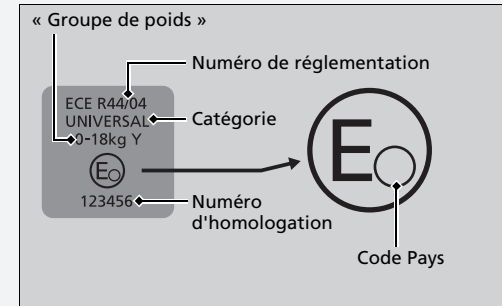 « Groupe de poids »
Numéro de réglementation
ECE R44/04
UNIVERSAL
Catégorie
0-18kg Y
E
E
123456
Numéro
d'homologation
Code Pays